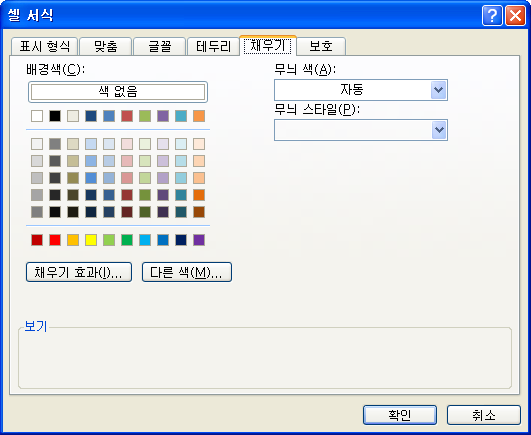 셀 서식
표시 형식 맞춤 글꼴 테두리 채우기 보호
배경색(C):
색 없음
무늬 색(A):
자동
무늬 스타일(P):
채우기 효과(I)... 다른 색(M)...
보기
확인 취소